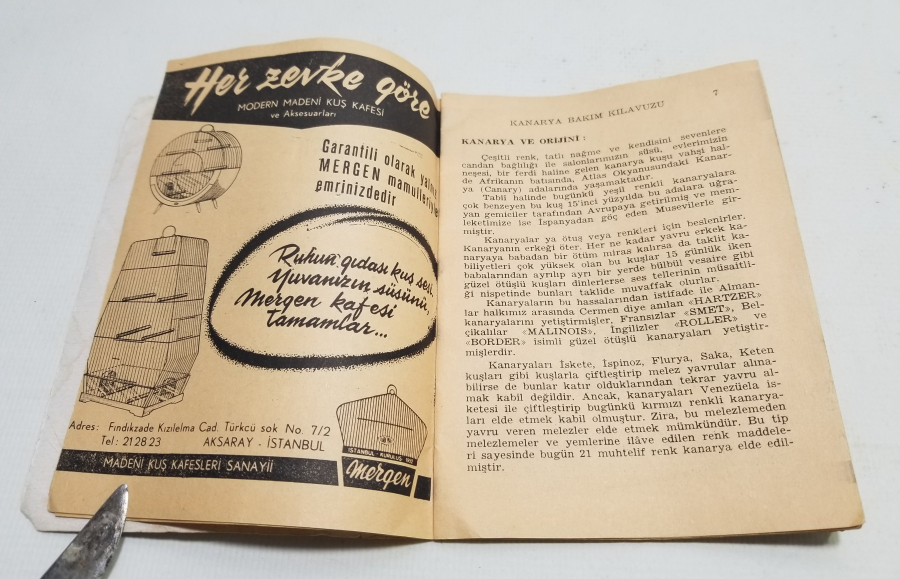 Her zevke göre
MODERN MADENİ KUŞ KAFESİ
ve Aksesuarları
Garantili olarak yalnız
MERGEN mamulleriyle
emrinizdedir
Ruhun gıdası kuş sesi,
Yuvanızın süsünü,
Mergen kafesi
tamamlar...
Adres: Fındıkzade Kızılelma Cad. Türkcü sok No. 7/2
Tel: 21 28 23 AKSARAY - İSTANBUL
İSTANBUL - KURULUŞ
MADENİ KUŞ KAFESLERİ SANAYİİ
mergen
7
KANARYA BAKIM KILAVUZU
KANARYA VE ORIJINİ :
Çeşitli renk, tatlı nağme ve kendisini sevenlere
candan bağlılığı ile salonlarımızın süsü, evlerimizin
neşesi, bir ferdi haline gelen kanarya kuşu vahşi hal-
de Afrikanın batısında, Atlas Okyanusundaki Kanar-
ya (Canary) adalarında yaşamaktadır.
Tabii halinde bugünkü yeşil renkli kanaryalara
çok benzeyen bu kuş 15'inci yüzyılda bu adalara uğra-
yan gemiciler tarafından Avrupaya getirilmiş ve mem-
leketimize ise İspanyadan göç eden Musevilerle gir-
miştir.
Kanaryalar ya ötüş veya renkleri için beslenirler.
Kanaryanın erkeği öter. Her ne kadar yavru erkek ka-
naryaya babadan bir ötüm miras kalırsa da taklit ka-
biliyetleri çok yüksek olan bu kuşlar 15 günlük iken
babalarından ayrılıp ayrı bir yerde bülbül vesaire gibi
güzel ötüşlü kuşları dinlerlerse ses tellerinin müsaitli-
ği nispetinde bunları taklide muvaffak olurlar.
Kanaryaların bu hassalarından istifade ile Alman-
lar halkımız arasında Cermen diye anılan «HARTZER»
kanaryalarını yetiştirmişler, Fransızlar «SMET», Bel-
çikalılar «MALINOIS», İngilizler «ROLLER» ve
«BORDER» isimli güzel ötüşlü kanaryaları yetiştir-
mişlerdir.
Kanaryaları İskete, İspinoz, Flurya, Saka, Keten
kuşları gibi kuşlarla çiftleştirip melez yavrular alına-
bilirse de bunlar katır olduklarından tekrar yavru al-
mak kabil değildir. Ancak, kanaryaları Venezüela is-
ketesi ile çiftleştirip bugünkü kırmızı renkli kanarya-
ları elde etmek kabil olmuştur. Zira, bu melezlemeden
yavru veren melezler elde etmek mümkündür. Bu tip
melezlemeler ve yemlerine ilâve edilen renk maddele-
ri sayesinde bugün 21 muhtelif renk kanarya elde edil-
miştir.